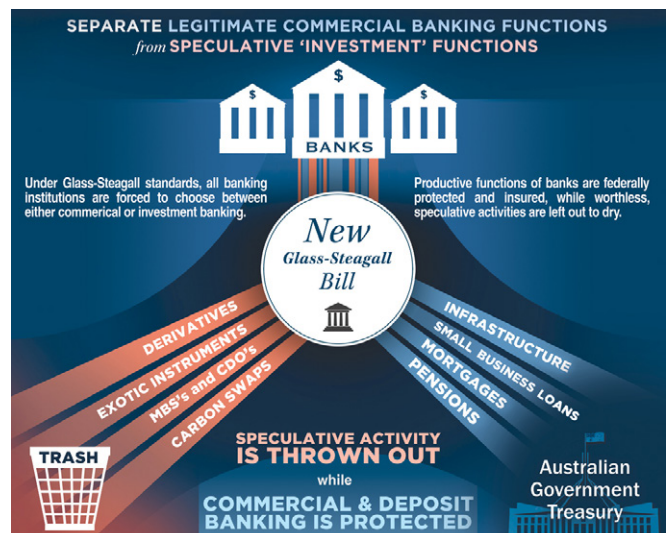 SEPARATE LEGITIMATE COMMERCIAL BANKING FUNCTIONS
from SPECULATIVE ‘INVESTMENT’ FUNCTIONS
$
$
$
BANKS
Under Glass-Steagall standards, all banking
institutions are forced to choose between
either commerical or investment banking.
Productive functions of banks are federally
protected and insured, while worthless,
speculative activities are left out to dry.
New
Glass-Steagall
Bill
DERIVATIVES
EXOTIC INSTRUMENTS
MBS's and CDO's
CARBON SWAPS
INFRASTRUCTURE
SMALL BUSINESS LOANS
MORTGAGES
PENSIONS
TRASH
SPECULATIVE ACTIVITY
IS THROWN OUT
while
COMMERCIAL & DEPOSIT
BANKING IS PROTECTED
Australian
Government
Treasury